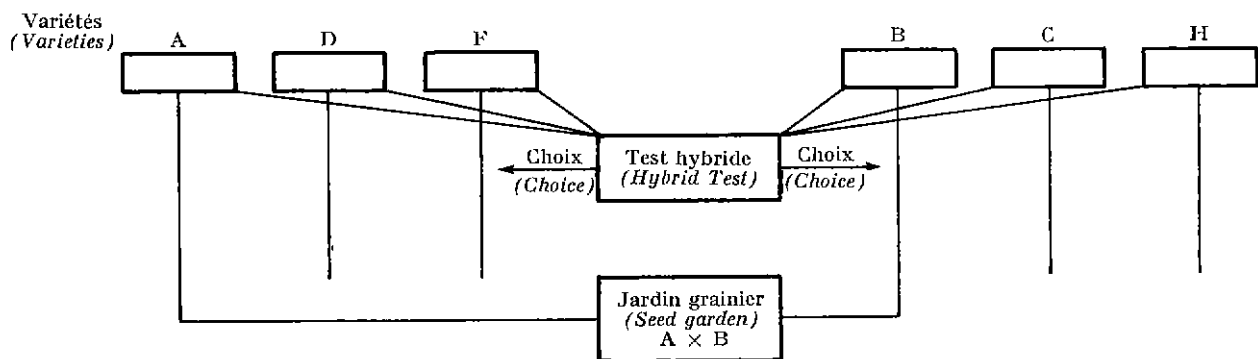 Variétés
(Varieties)
A D F B C H
Choix Test hybride Choix
(Choice) (Hybrid Test) (Choice)
Jardin grainier
(Seed garden)
A × B